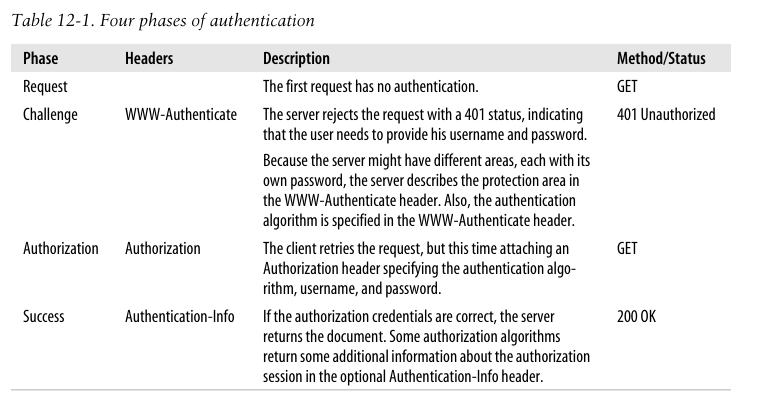 Table 12-1. Four phases of authentication
Phase Headers Description Method/Status
Request The first request has no authentication. GET
Challenge WWW-Authenticate The server rejects the request with a 401 status, indicating 401 Unauthorized
that the user needs to provide his username and password.
Because the server might have different areas, each with its
own password, the server describes the protection area in
the WWW-Authenticate header. Also, the authentication
algorithm is specified in the WWW-Authenticate header.
Authorization Authorization The client retries the request, but this time attaching an GET
Authorization header specifying the authentication algo-
rithm, username, and password.
Success Authentication-Info If the authorization credentials are correct, the server 200 OK
returns the document. Some authorization algorithms
return some additional information about the authorization
session in the optional Authentication-Info header.